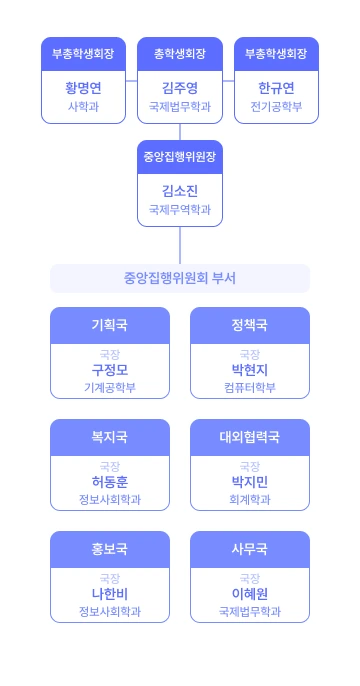 부총학생회장
황명연
사학과
총학생회장
김주영
국제법무학과
부총학생회장
한규연
전기공학부
중앙집행위원장
김소진
국제무역학과
중앙집행위원회 부서
기획국
국장
구정모
기계공학부
정책국
국장
박현지
컴퓨터학부
복지국
국장
허동훈
정보사회학과
대외협력국
국장
박지민
회계학과
홍보국
국장
나한비
정보사회학과
사무국
국장
이혜원
국제법무학과